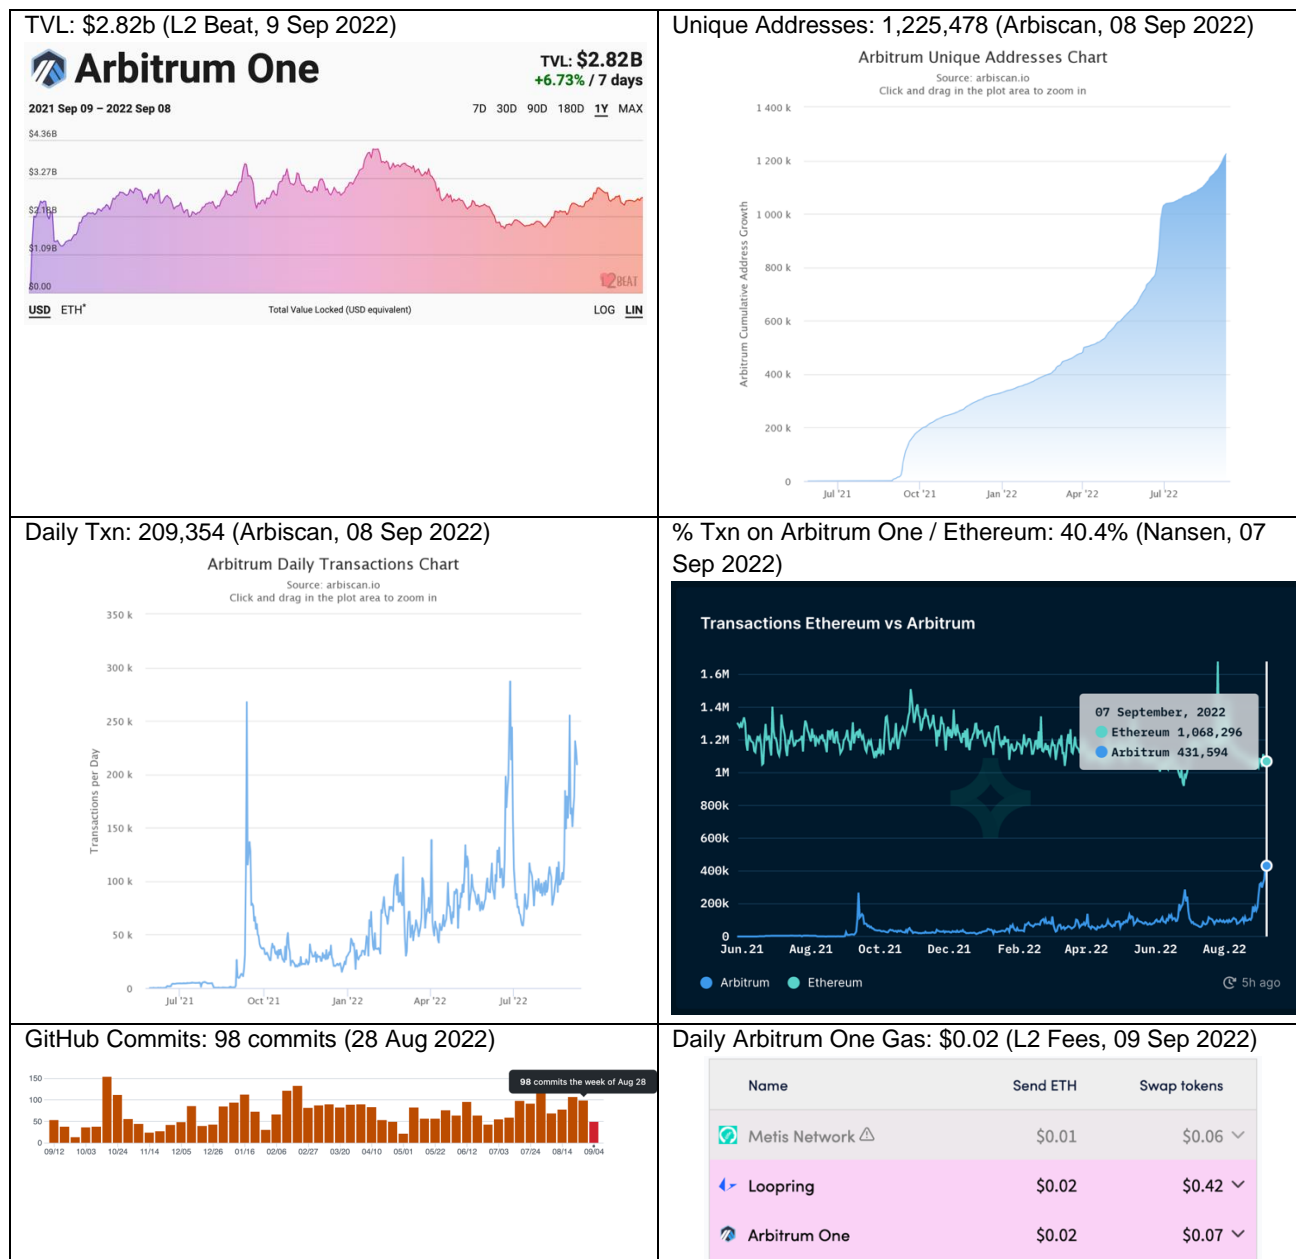 TVL: $2.82b (L2 Beat, 9 Sep 2022)
Arbitrum One
TVL: $2.82B
+6.73% / 7 days
2021 Sep 09 – 2022 Sep 08
7D 30D 90D 180D 1Y MAX
$4.36B
$3.27B
$2.18B
$1.09B
$0.00
L2BEAT
USD ETH*
Total Value Locked (USD equivalent)
LOG LIN
Unique Addresses: 1,225,478 (Arbiscan, 08 Sep 2022)
Arbitrum Unique Addresses Chart
Source: arbiscan.io
Click and drag in the plot area to zoom in
Arbitrum Cumulative Address Growth
1 400 k
1 200 k
1 000 k
800 k
600 k
400 k
200 k
0
Jul '21 Oct '21 Jan '22 Apr '22 Jul '22
Daily Txn: 209,354 (Arbiscan, 08 Sep 2022)
Arbitrum Daily Transactions Chart
Source: arbiscan.io
Click and drag in the plot area to zoom in
Transactions per Day
350 k
300 k
250 k
200 k
150 k
100 k
50 k
0
Jul '21 Oct '21 Jan '22 Apr '22 Jul '22
% Txn on Arbitrum One / Ethereum: 40.4% (Nansen, 07
Sep 2022)
Transactions Ethereum vs Arbitrum
1.6M
1.4M
1.2M
1M
800k
600k
400k
200k
0
07 September, 2022
Ethereum 1,068,296
Arbitrum 431,594
Jun.21 Aug.21 Oct.21 Dec.21 Feb.22 Apr.22 Jun.22 Aug.22
Arbitrum Ethereum
5h ago
GitHub Commits: 98 commits (28 Aug 2022)
98 commits the week of Aug 28
150
100
50
0
09/12 10/03 10/24 11/14 12/05 12/26 01/16 02/06 02/27 03/20 04/10 05/01 05/22 06/12 07/03 07/24 08/14 09/04
Daily Arbitrum One Gas: $0.02 (L2 Fees, 09 Sep 2022)
Name Send ETH Swap tokens
Metis Network $0.01 $0.06
Loopring $0.02 $0.42
Arbitrum One $0.02 $0.07